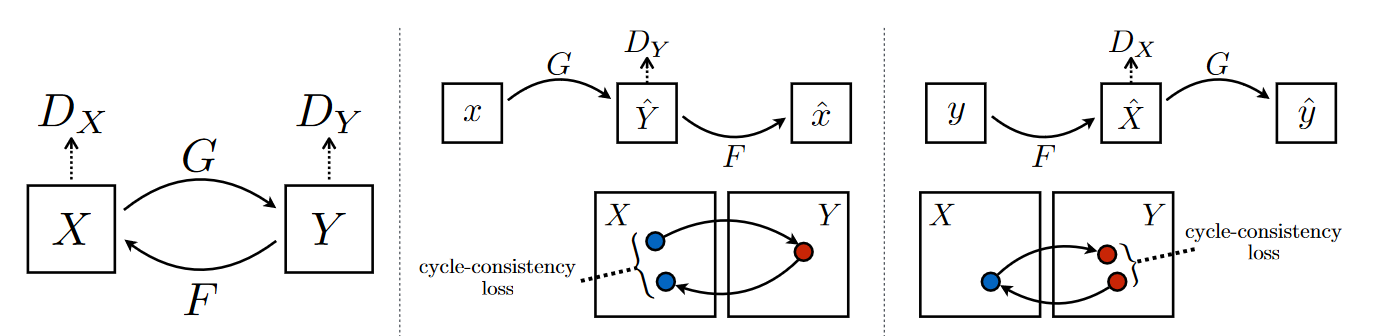 D_X
D_Y
G
X
Y
F
D_Y
G
x
Ŷ
x̂
F
X
Y
cycle-consistency
loss
D_X
G
y
X̂
ŷ
F
X
Y
cycle-consistency
loss